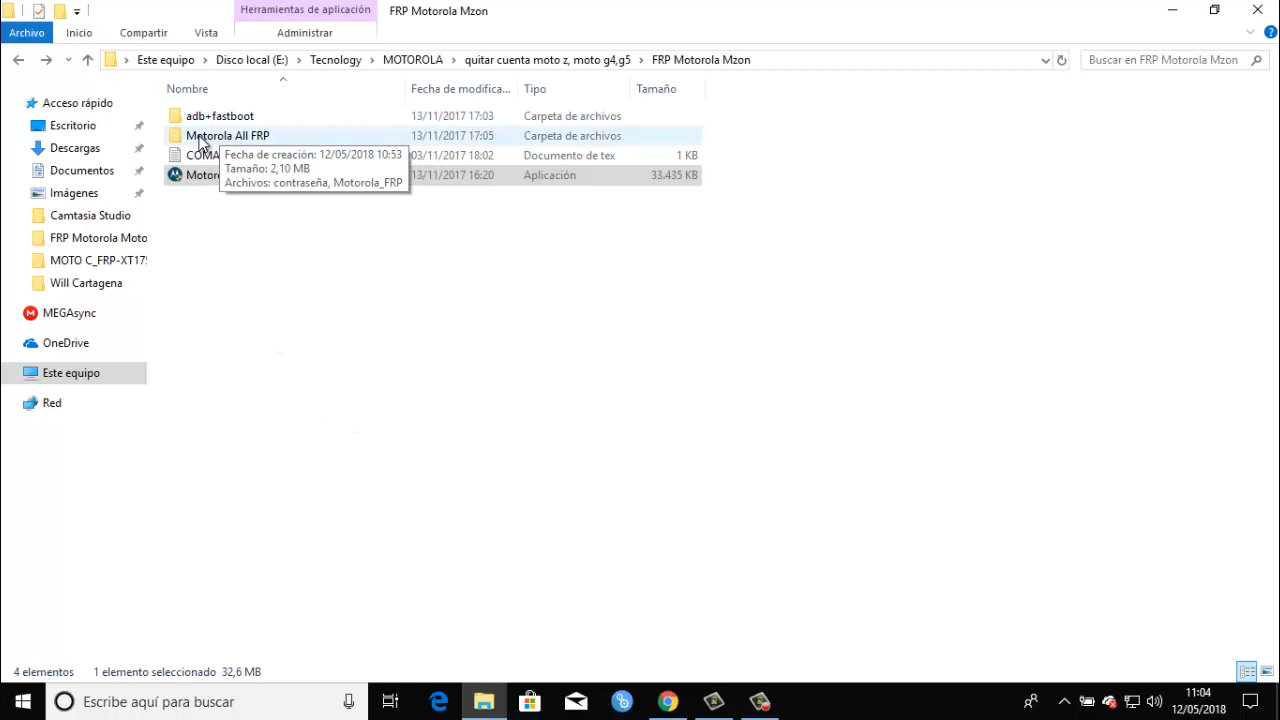 Herramientas de aplicación
FRP Motorola Mzon
Archivo
Inicio
Compartir
Vista
Administrar
Este equipo > Disco local (E:) > Tecnology > MOTOROLA > quitar cuenta moto z, moto g4,g5 > FRP Motorola Mzon
Buscar en FRP Motorola Mzon
Nombre
Fecha de modifica...
Tipo
Tamaño
adb+fastboot
13/11/2017 17:03
Carpeta de archivos
Motorola All FRP
13/11/2017 17:05
Carpeta de archivos
COMA
03/11/2017 18:02
Documento de tex
1 KB
Motoro
13/11/2017 16:20
Aplicación
33.435 KB
Fecha de creación: 12/05/2018 10:53
Tamaño: 2,10 MB
Archivos: contraseña, Motorola_FRP
Acceso rápido
Escritorio
Descargas
Documentos
Imágenes
Camtasia Studio
FRP Motorola Moto
MOTO C_FRP-XT175
Will Cartagena
MEGAsync
OneDrive
Este equipo
Red
4 elementos
1 elemento seleccionado 32,6 MB
Escribe aquí para buscar
11:04
12/05/2018